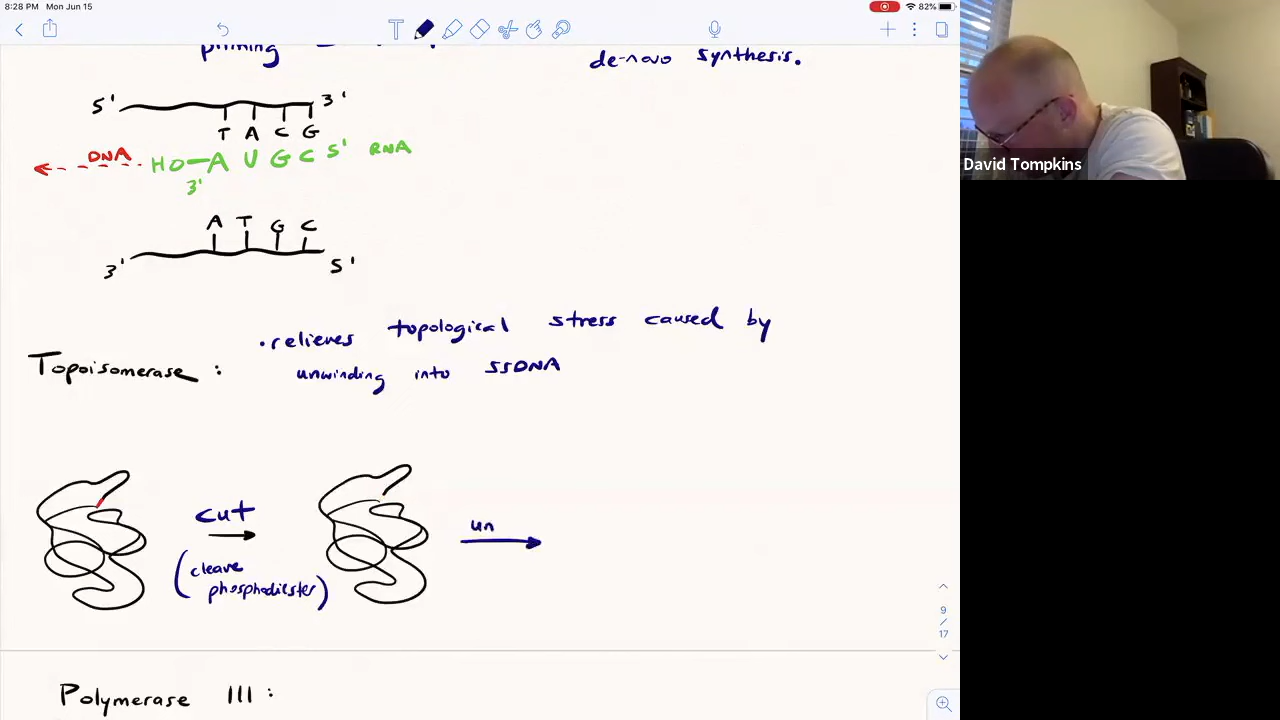 8:28 PM Mon Jun 15
82%
T
priming
de-novo synthesis.
5' 3'
T A C G
DNA HO-A U G C 5' RNA
3'
A T G C
3' 5'
Topoisomerase :
• relieves topological stress caused by
unwinding into ssDNA
cut
(cleave
phosphodiester)
un
9
/
17
Polymerase III :
David Tompkins